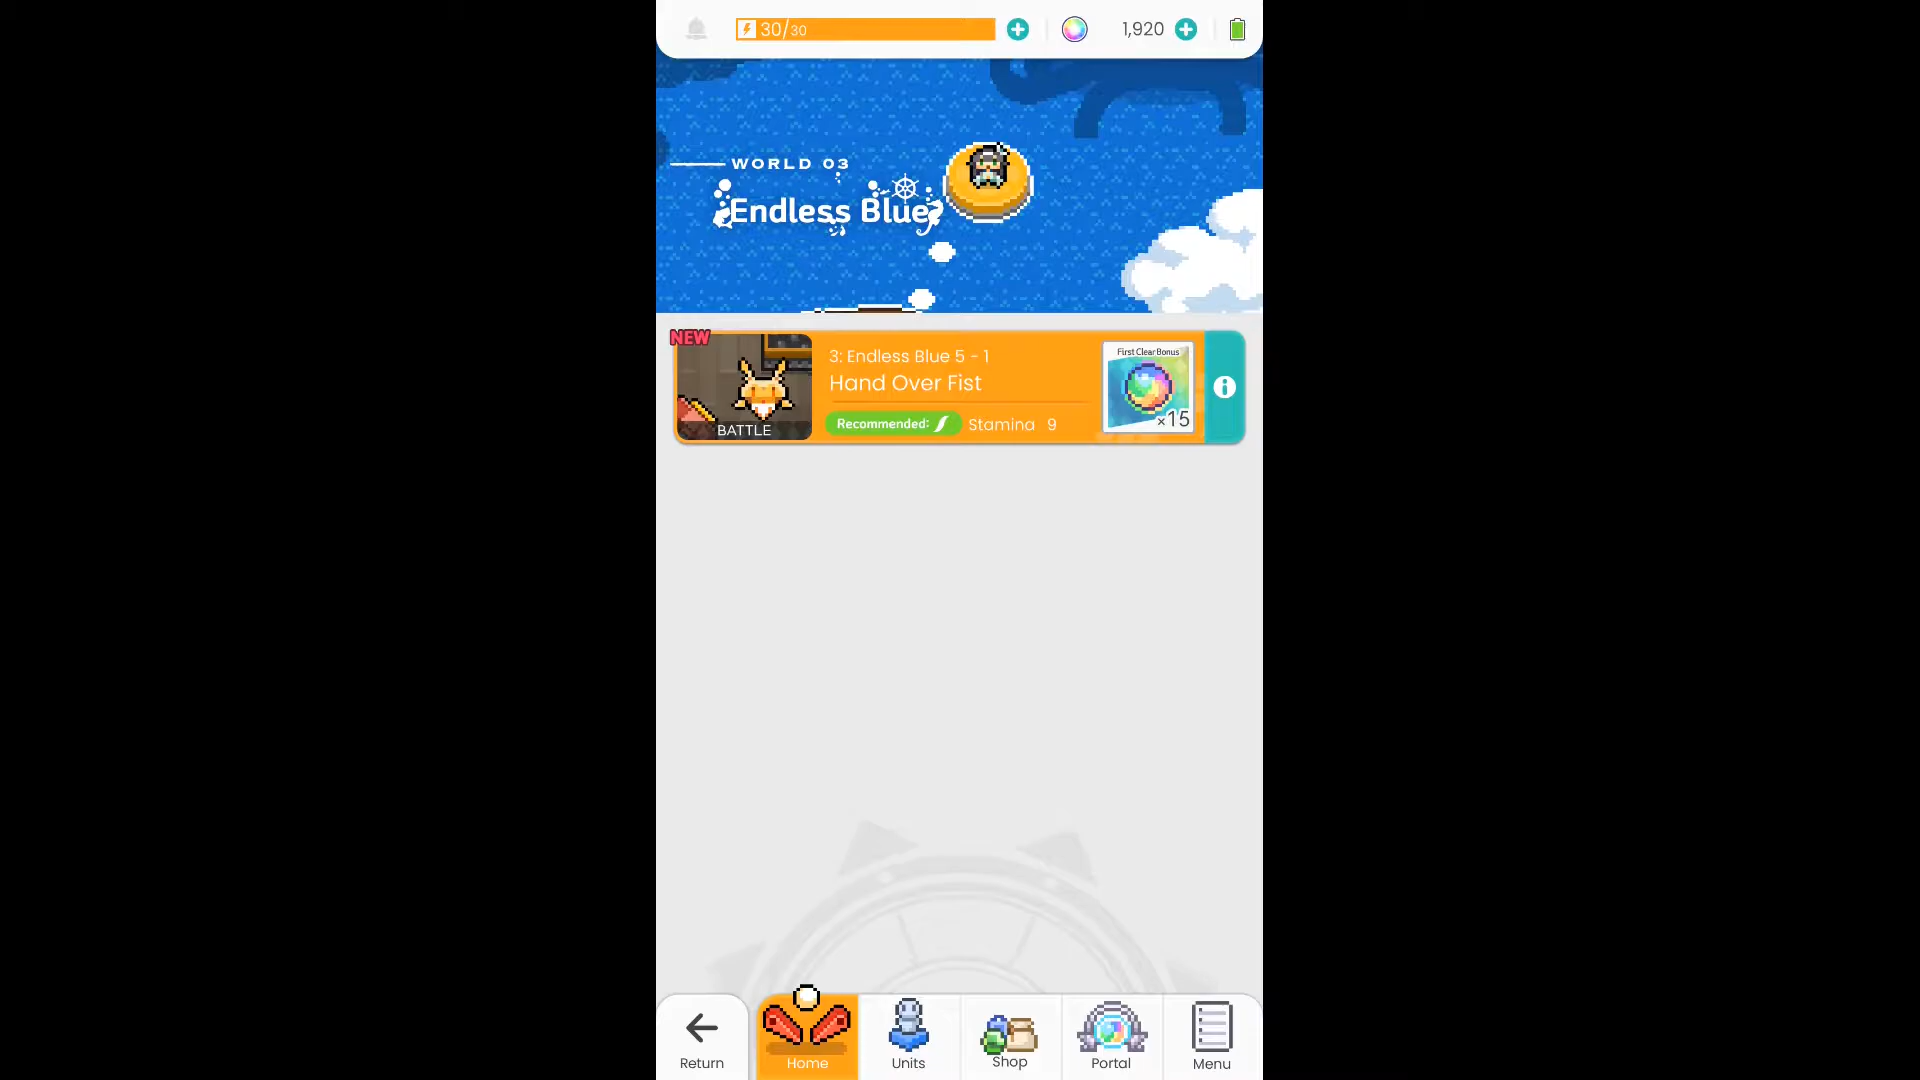 30/30
1,920
WORLD 03
Endless Blue
NEW
3: Endless Blue 5 - 1
Hand Over Fist
BATTLE
Recommended:
Stamina 9
First Clear Bonus
×15
Return
Home
Units
Shop
Portal
Menu